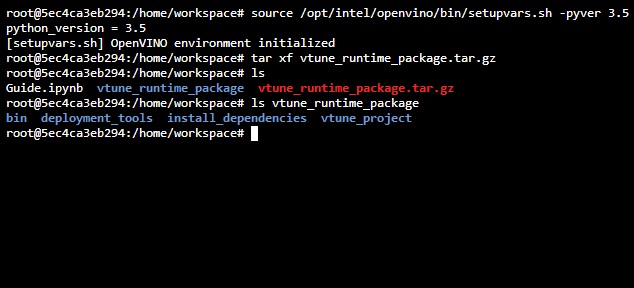 root@5ec4ca3eb294:/home/workspace# source /opt/intel/openvino/bin/setupvars.sh -pyver 3.5
python_version = 3.5
[setupvars.sh] OpenVINO environment initialized
root@5ec4ca3eb294:/home/workspace# tar xf vtune_runtime_package.tar.gz
root@5ec4ca3eb294:/home/workspace# ls
Guide.ipynb  vtune_runtime_package  vtune_runtime_package.tar.gz
root@5ec4ca3eb294:/home/workspace# ls vtune_runtime_package
bin  deployment_tools  install_dependencies  vtune_project
root@5ec4ca3eb294:/home/workspace#